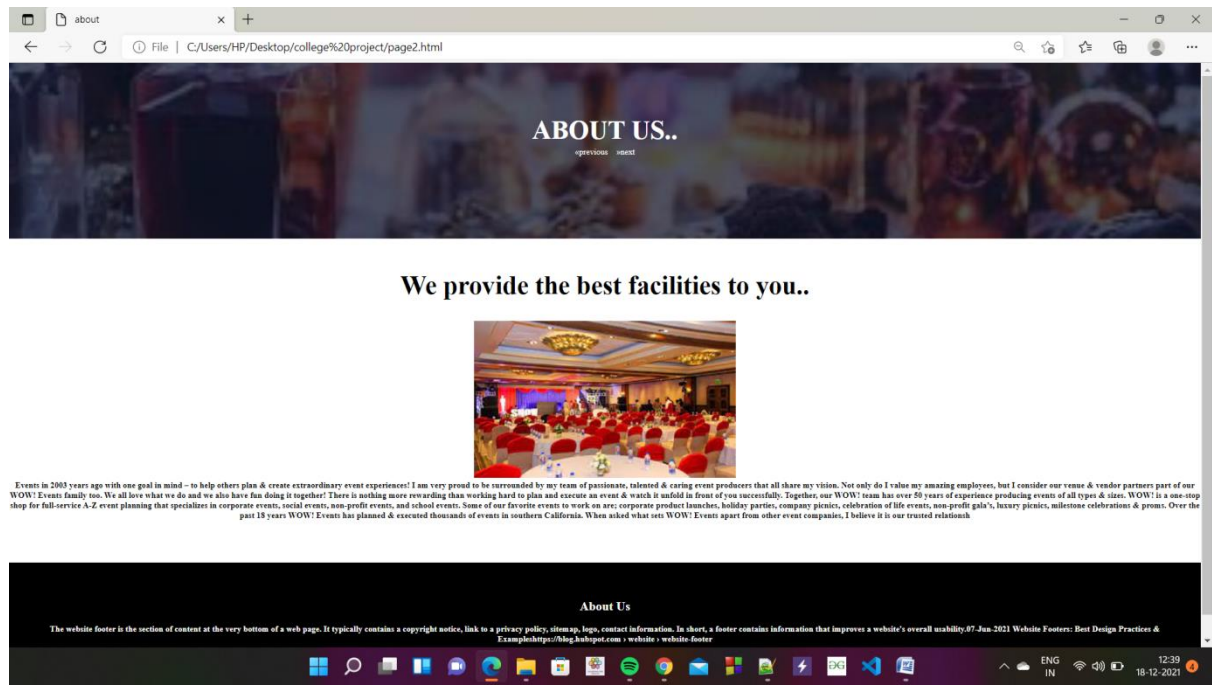 about
File | C:/Users/HP/Desktop/college%20project/page2.html
ABOUT US..
«previous »next
We provide the best facilities to you..
SHOW
Events in 2003 years ago with one goal in mind – to help others plan & create extraordinary event experiences! I am very proud to be surrounded by my team of passionate, talented & caring event producers that all share my vision. Not only do I value my amazing employees, but I consider our venue & vendor partners part of our
WOW! Events family too. We all love what we do and we also have fun doing it together! There is nothing more rewarding than working hard to plan and execute an event & watch it unfold in front of you successfully. Together, our WOW! team has over 50 years of experience producing events of all types & sizes. WOW! is a one-stop
shop for full-service A-Z event planning that specializes in corporate events, social events, non-profit events, and school events. Some of our favorite events to work on are; corporate product launches, holiday parties, company picnics, celebration of life events, non-profit gala's, luxury picnics, milestone celebrations & proms. Over the
past 18 years WOW! Events has planned & executed thousands of events in southern California. When asked what sets WOW! Events apart from other event companies, I believe it is our trusted relationsh
About Us
The website footer is the section of content at the very bottom of a web page. It typically contains a copyright notice, link to a privacy policy, sitemap, logo, contact information. In short, a footer contains information that improves a website's overall usability.07-Jun-2021 Website Footers: Best Design Practices &
Exampleshttps://blog.hubspot.com › website › website-footer
ENG
IN
12:39
18-12-2021
4